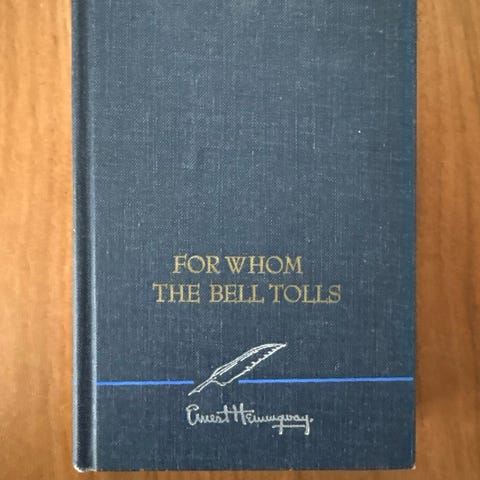 FOR WHOM
THE BELL TOLLS
Ernest Hemingway